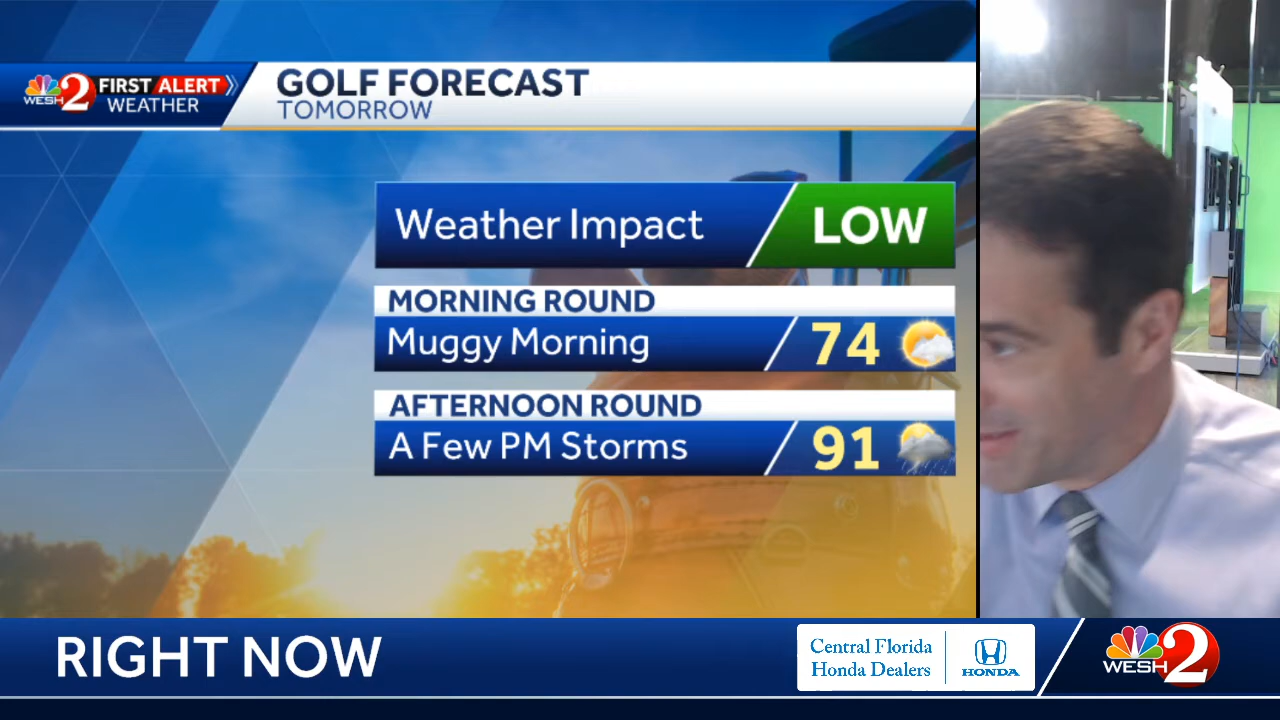 WESH 2 FIRST ALERT
WEATHER
GOLF FORECAST
TOMORROW
Weather Impact LOW
MORNING ROUND
Muggy Morning 74
AFTERNOON ROUND
A Few PM Storms 91
RIGHT NOW
Central Florida
Honda Dealers
HONDA
WESH 2